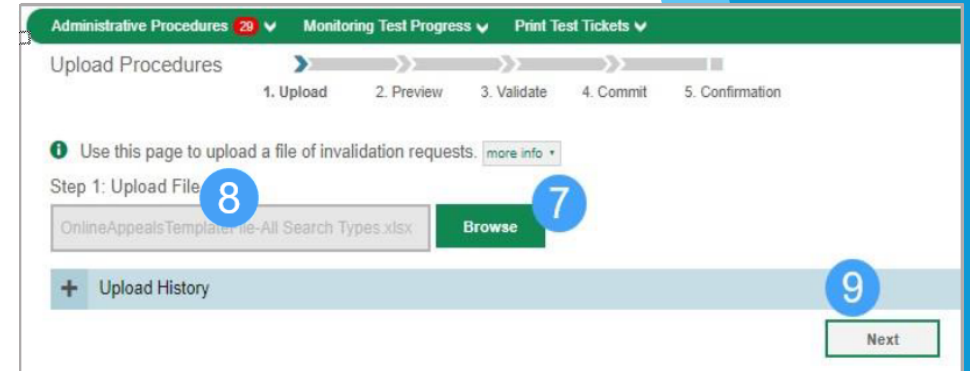 Administrative Procedures 29 Monitoring Test Progress Print Test Tickets
Upload Procedures
1. Upload 2. Preview 3. Validate 4. Commit 5. Confirmation
Use this page to upload a file of invalidation requests. more info
Step 1: Upload File
8
7
OnlineAppealsTemplateFile-All Search Types.xlsx Browse
+ Upload History
9
Next